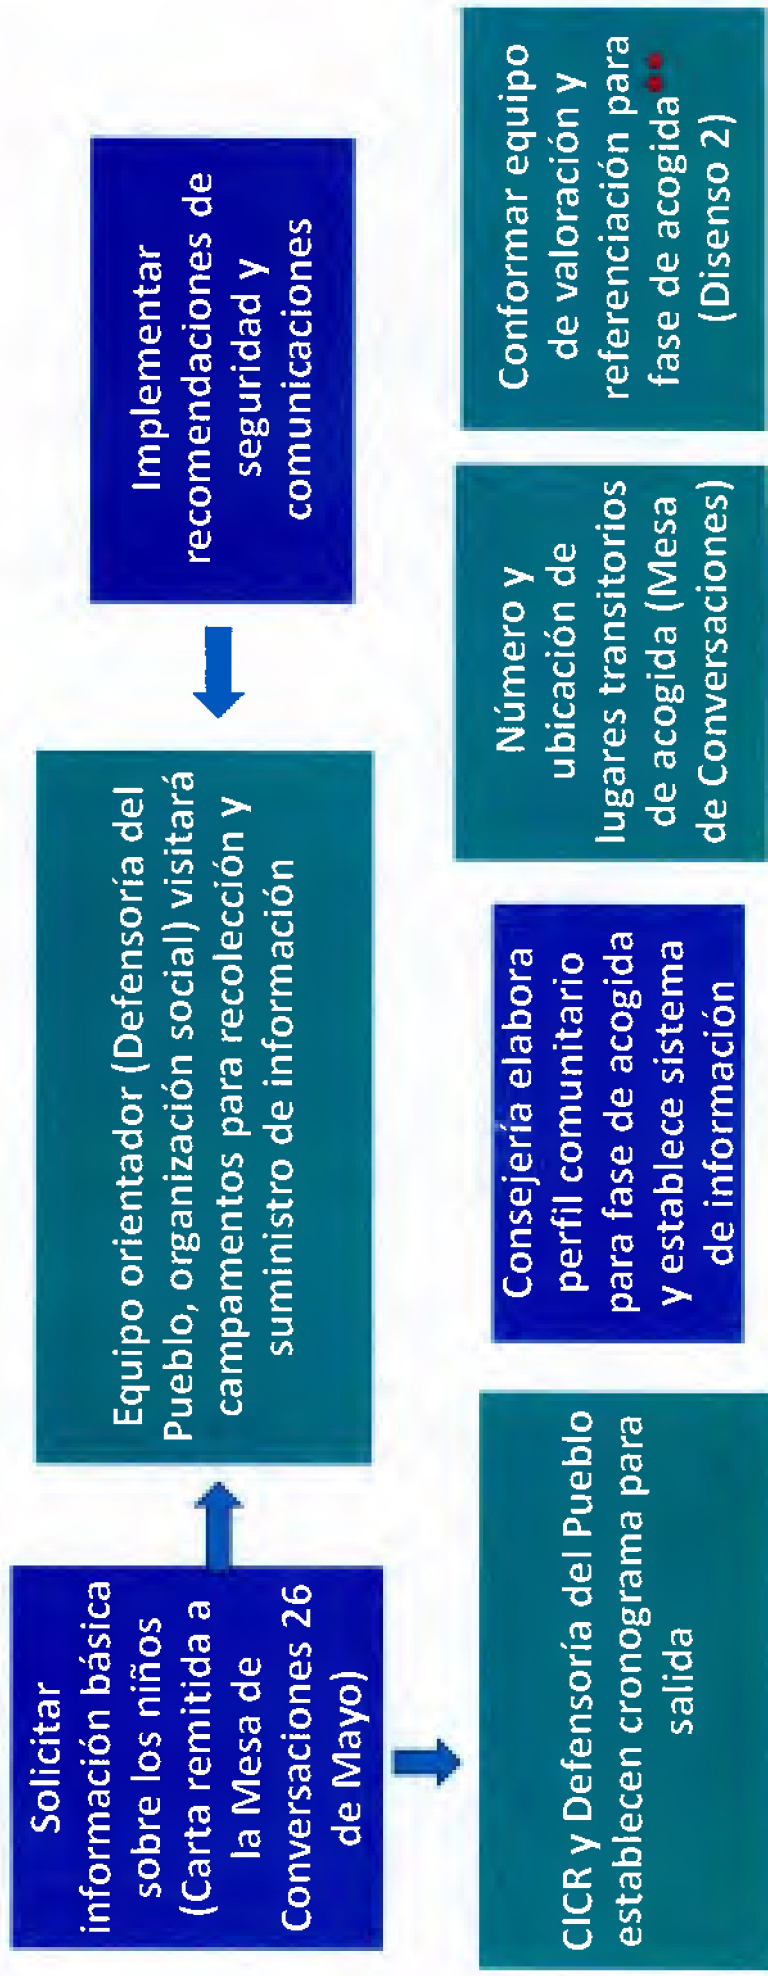 Solicitar
información básica
sobre los niños
(Carta remitida a
la Mesa de
Conversaciones 26
de Mayo)
Equipo orientador (Defensoría del
Pueblo, organización social) visitará
campamentos para recolección y
suministro de información
Implementar
recomendaciones de
seguridad y
comunicaciones
CICR y Defensoría del Pueblo
establecen cronograma para
salida
Consejería elabora
perfil comunitario
para fase de acogida
y establece sistema
de información
Número y
ubicación de
lugares transitorios
de acogida (Mesa
de Conversaciones)
Conformar equipo
de valoración y
referenciación para
fase de acogida**
(Disenso 2)